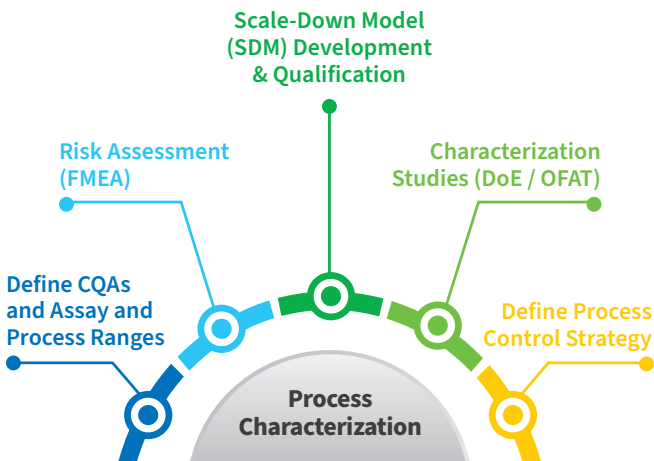 Scale-Down Model
(SDM) Development
& Qualification
Risk Assessment
(FMEA)
Characterization
Studies (DoE / OFAT)
Define CQAs
and Assay and
Process Ranges
Define Process
Control Strategy
Process
Characterization